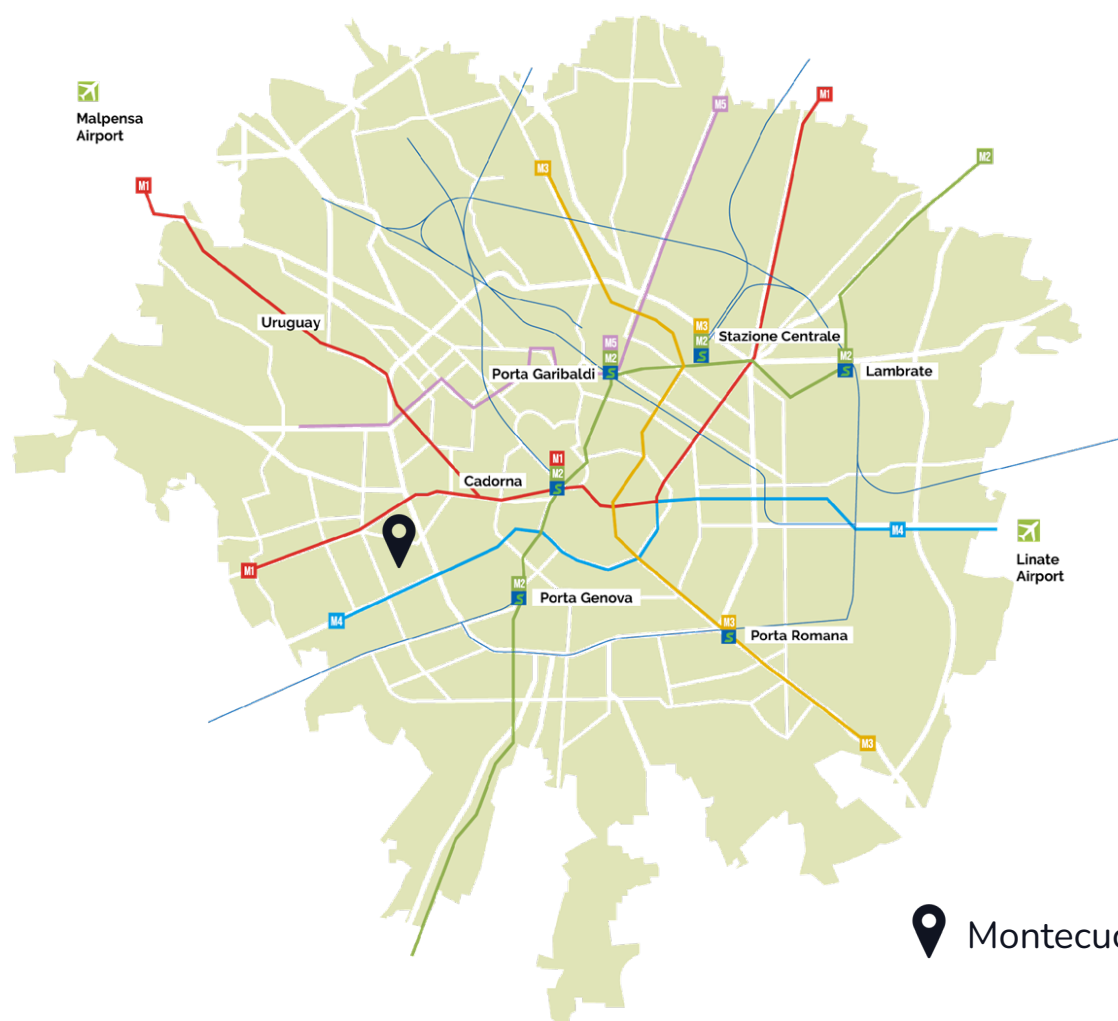 Malpensa
Airport
M5
M1
M2
M3
M1
Uruguay
M3
M2
S
Stazione Centrale
M5
M2
S
Porta Garibaldi
M2
S
Lambrate
M1
M2
S
Cadorna
M4
Linate
Airport
M1
M2
S
Porta Genova
M4
M3
S
Porta Romana
M3